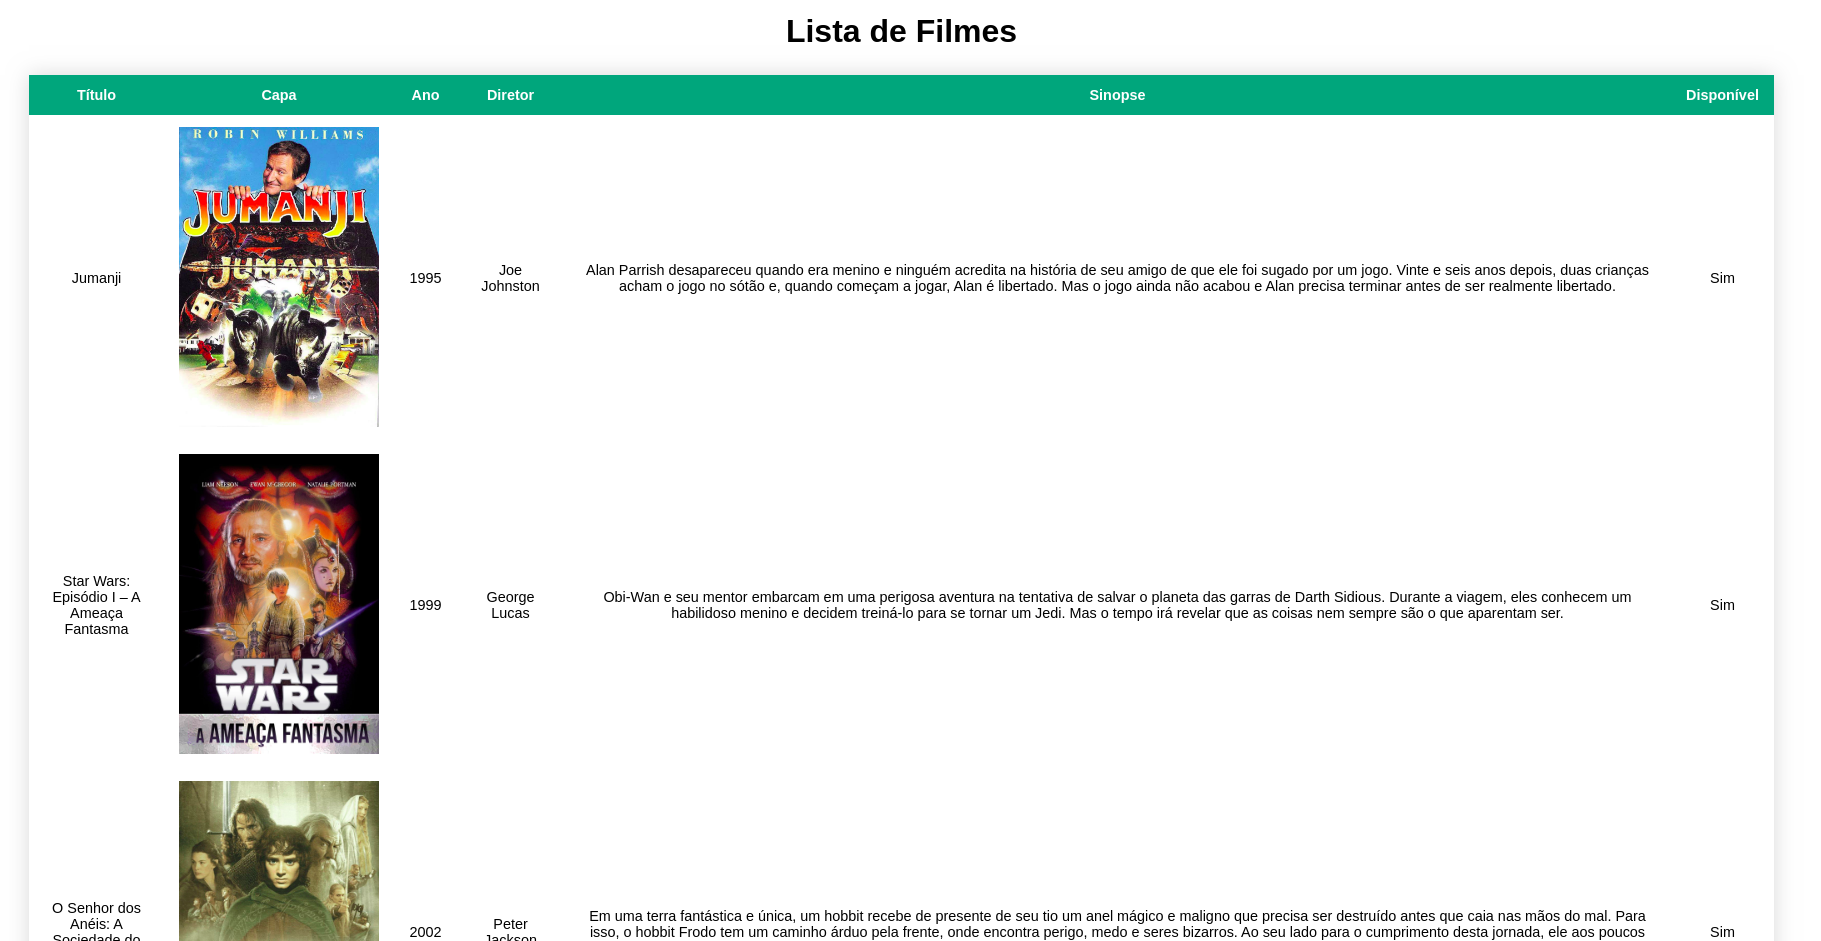 Lista de Filmes
Título Capa Ano Diretor Sinopse Disponível
ROBIN WILLIAMS
JUMANJI
JUMANJI
Jumanji
1995
Joe
Johnston
Alan Parrish desapareceu quando era menino e ninguém acredita na história de seu amigo de que ele foi sugado por um jogo. Vinte e seis anos depois, duas crianças
acham o jogo no sótão e, quando começam a jogar, Alan é libertado. Mas o jogo ainda não acabou e Alan precisa terminar antes de ser realmente libertado.
Sim
Star Wars:
Episódio I – A
Ameaça
Fantasma
LIAM NEESON EWAN McGREGOR NATALIE PORTMAN
STAR
WARS
A AMEAÇA FANTASMA
1999
George
Lucas
Obi-Wan e seu mentor embarcam em uma perigosa aventura na tentativa de salvar o planeta das garras de Darth Sidious. Durante a viagem, eles conhecem um
habilidoso menino e decidem treiná-lo para se tornar um Jedi. Mas o tempo irá revelar que as coisas nem sempre são o que aparentam ser.
Sim
O Senhor dos
Anéis: A
Sociedade do
2002
Peter
Jackson
Em uma terra fantástica e única, um hobbit recebe de presente de seu tio um anel mágico e maligno que precisa ser destruído antes que caia nas mãos do mal. Para
isso, o hobbit Frodo tem um caminho árduo pela frente, onde encontra perigo, medo e seres bizarros. Ao seu lado para o cumprimento desta jornada, ele aos poucos
Sim